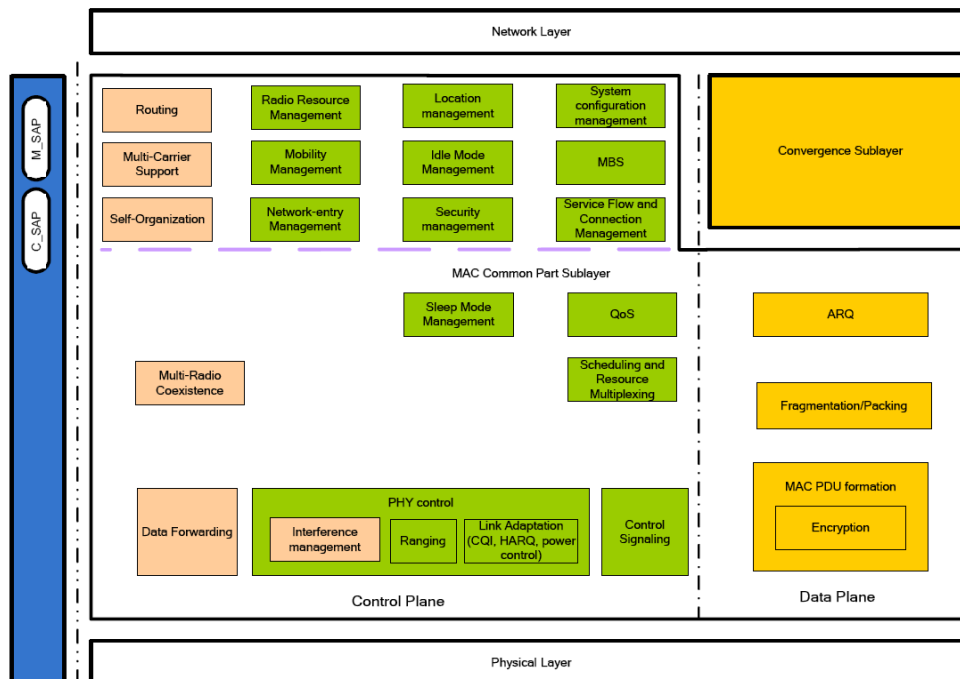 Network Layer
M_SAP
C_SAP
Routing
Radio Resource
Management
Location
management
System
configuration
management
Convergence Sublayer
Multi-Carrier
Support
Mobility
Management
Idle Mode
Management
MBS
Self-Organization
Network-entry
Management
Security
management
Service Flow and
Connection
Management
MAC Common Part Sublayer
Sleep Mode
Management
QoS
ARQ
Multi-Radio
Coexistence
Scheduling and
Resource
Multiplexing
Fragmentation/Packing
Data Forwarding
PHY control
Interference
management
Ranging
Link Adaptation
(CQI, HARQ, power
control)
Control
Signaling
MAC PDU formation
Encryption
Control Plane
Data Plane
Physical Layer